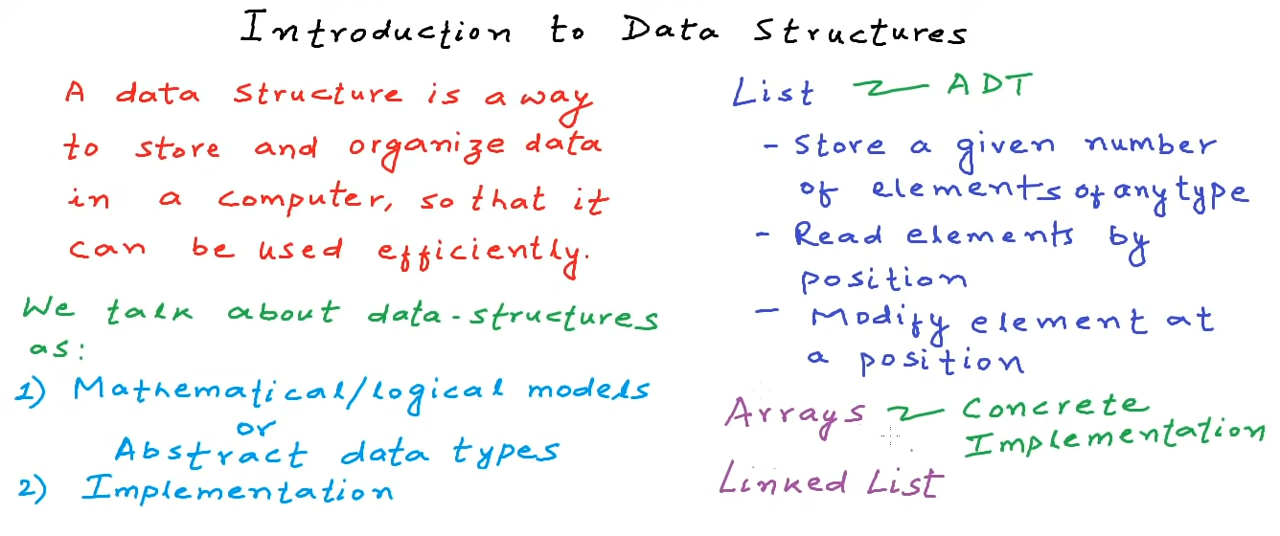 Introduction to Data Structures
A data structure is a way
to store and organize data
in a computer, so that it
can be used efficiently.
We talk about data-structures
as:
1) Mathematical/logical models
or
Abstract data types
2) Implementation
List ADT
- Store a given number
of elements of any type
- Read elements by
position
- Modify element at
a position
Arrays Concrete
Implementation
Linked List